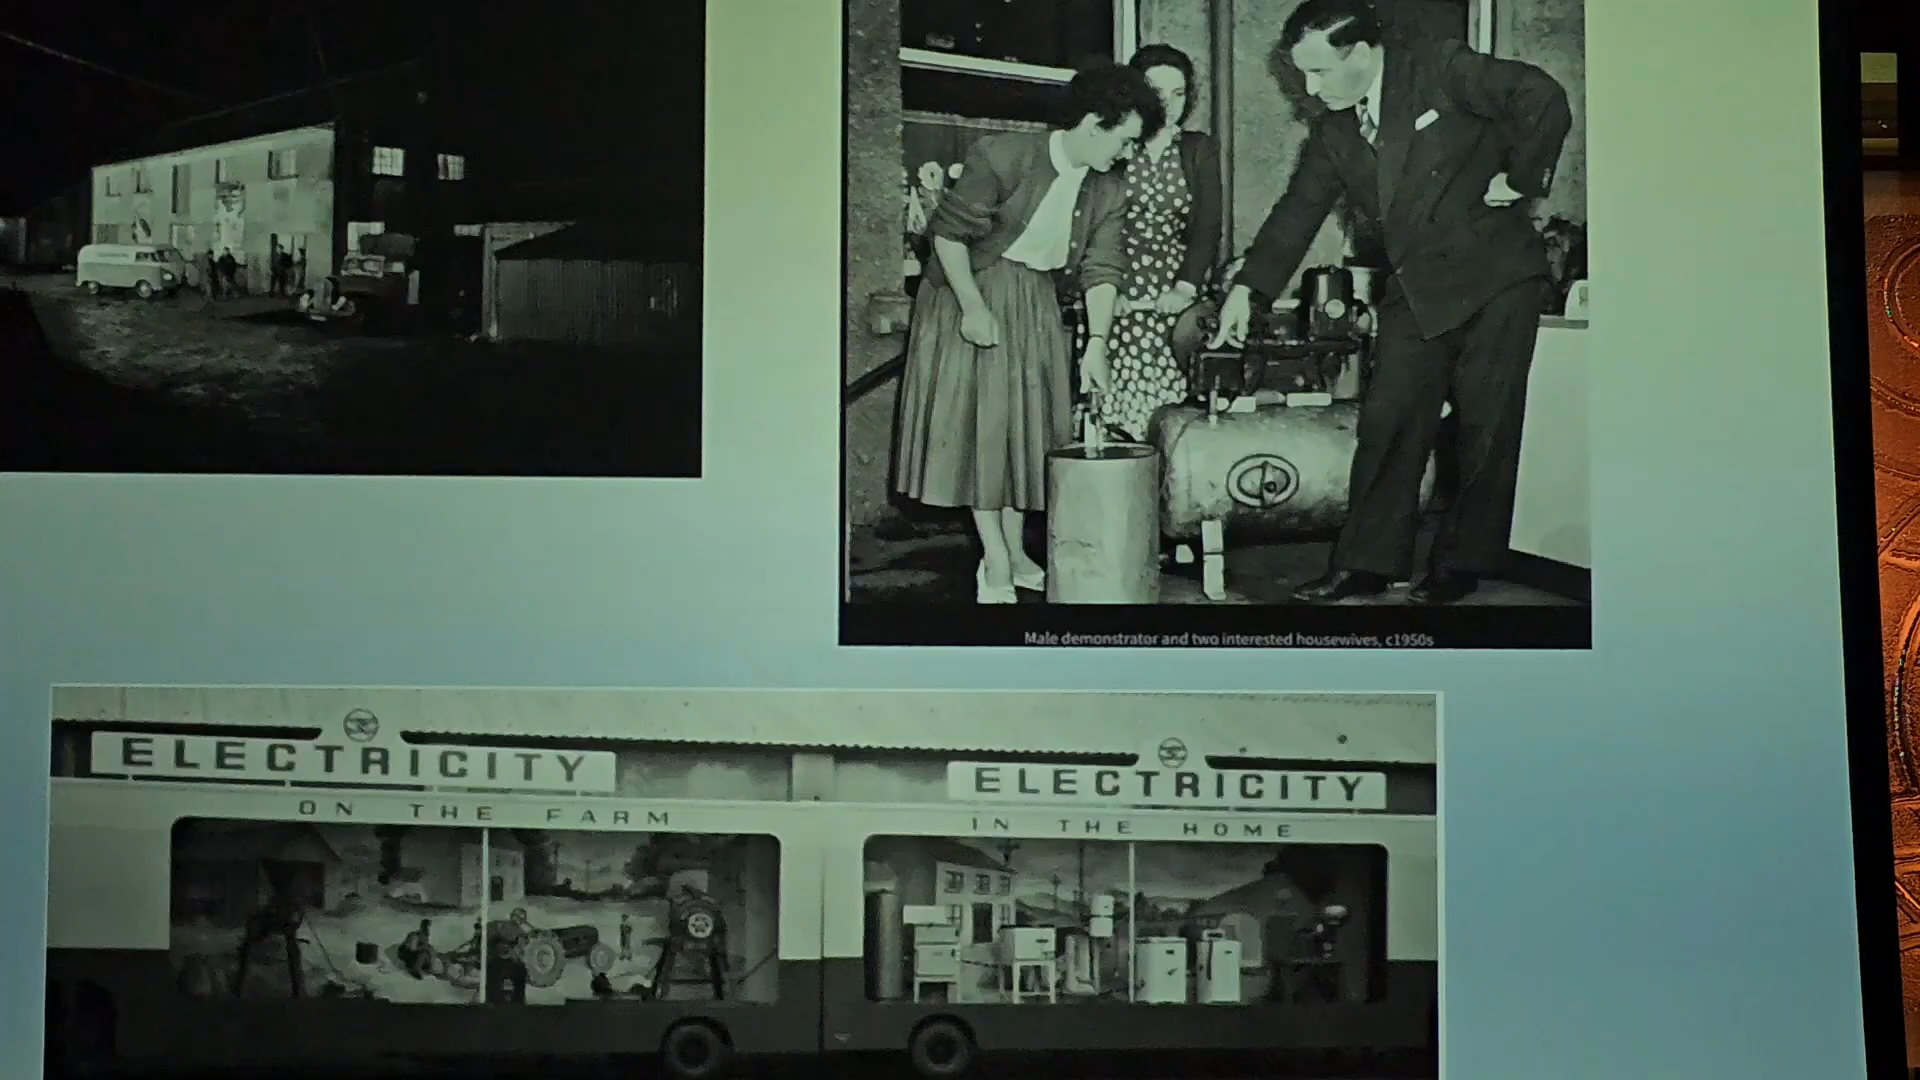 Male demonstrator and two interested housewives, c1950s
ELECTRICITY
ON THE FARM
ELECTRICITY
IN THE HOME